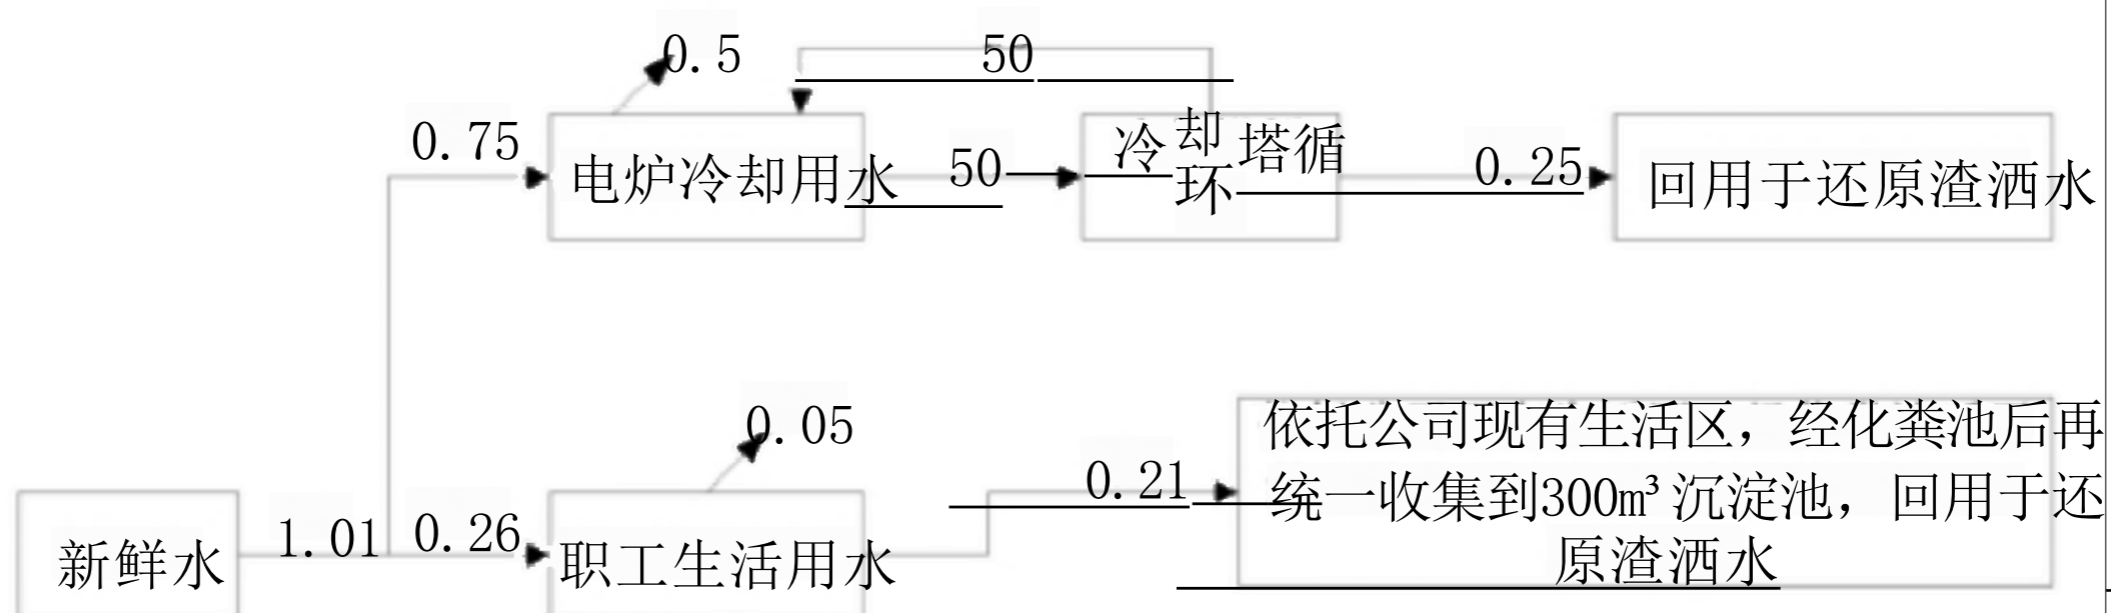 0.5
50
0.75
电炉冷却用水
50
冷却塔循环
0.25
回用于还原渣洒水
0.05
依托公司现有生活区，经化粪池后再
统一收集到300m³沉淀池，回用于还
原渣洒水
0.21
新鲜水
1.01
0.26
职工生活用水